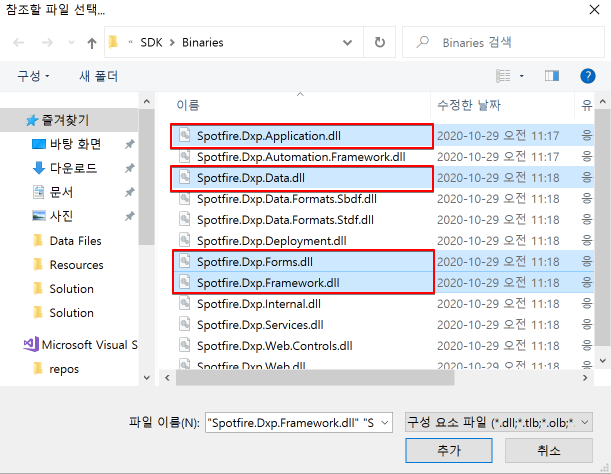 참조할 파일 선택...
« SDK > Binaries
Binaries 검색
구성
새 폴더
이름
수정한 날짜
유
즐겨찾기
바탕 화면
다운로드
문서
사진
Data Files
Resources
Solution
Solution
Microsoft Visual S
repos
Spotfire.Dxp.Application.dll 2020-10-29 오전 11:17 응
Spotfire.Dxp.Automation.Framework.dll 2020-10-29 오전 11:17 응
Spotfire.Dxp.Data.dll 2020-10-29 오전 11:18 응
Spotfire.Dxp.Data.Formats.Sbdf.dll 2020-10-29 오전 11:18 응
Spotfire.Dxp.Data.Formats.Stdf.dll 2020-10-29 오전 11:18 응
Spotfire.Dxp.Deployment.dll 2020-10-29 오전 11:18 응
Spotfire.Dxp.Forms.dll 2020-10-29 오전 11:18 응
Spotfire.Dxp.Framework.dll 2020-10-29 오전 11:18 응
Spotfire.Dxp.Internal.dll 2020-10-29 오전 11:18 응
Spotfire.Dxp.Services.dll 2020-10-29 오전 11:18 응
Spotfire.Dxp.Web.Controls.dll 2020-10-29 오전 11:18 응
Spotfire.Dxp.Web.dll 2020-10-29 오전 11:18 응
파일 이름(N): "Spotfire.Dxp.Framework.dll" "S
구성 요소 파일 (*.dll;*.tlb;*.olb;*.
추가
취소